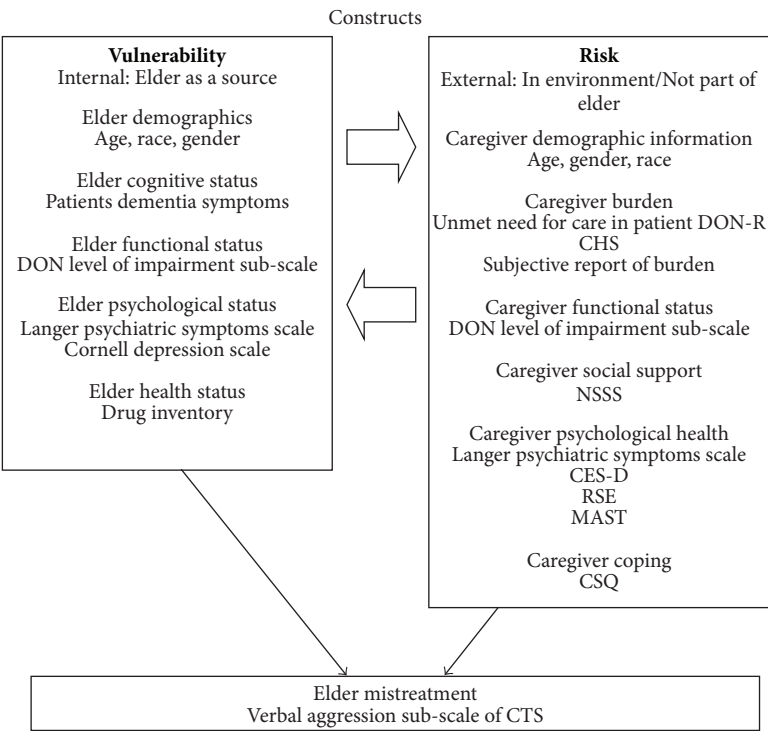 Constructs
Vulnerability
Internal: Elder as a source
Elder demographics
Age, race, gender
Elder cognitive status
Patients dementia symptoms
Elder functional status
DON level of impairment sub-scale
Elder psychological status
Langer psychiatric symptoms scale
Cornell depression scale
Elder health status
Drug inventory
Risk
External: In environment/Not part of
elder
Caregiver demographic information
Age, gender, race
Caregiver burden
Unmet need for care in patient DON-R
CHS
Subjective report of burden
Caregiver functional status
DON level of impairment sub-scale
Caregiver social support
NSSS
Caregiver psychological health
Langer psychiatric symptoms scale
CES-D
RSE
MAST
Caregiver coping
CSQ
Elder mistreatment
Verbal aggression sub-scale of CTS